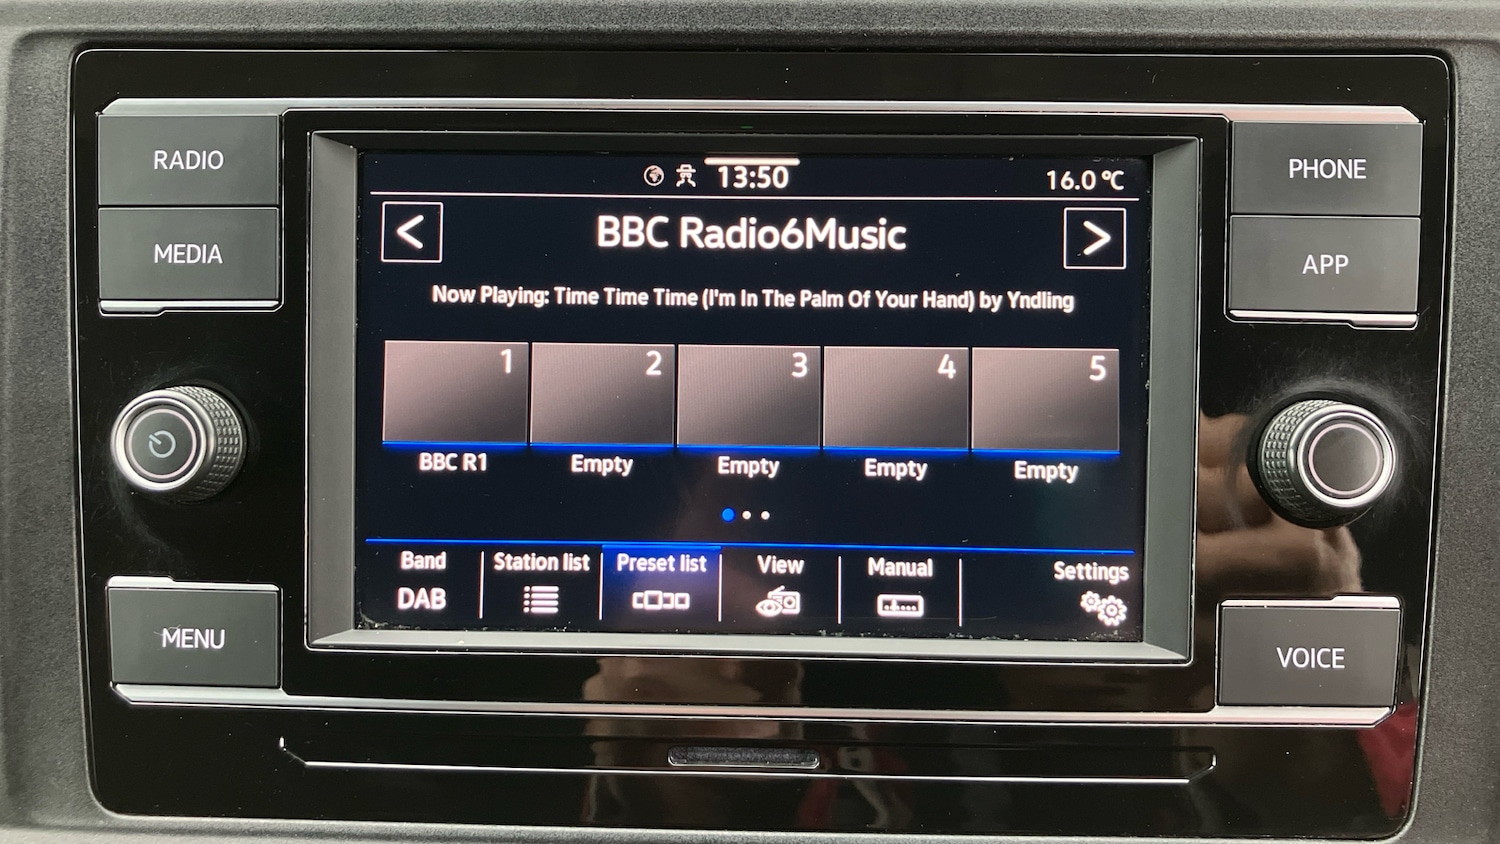 RADIO
MEDIA
MENU
PHONE
APP
VOICE
13:50
16.0 °C
<
BBC Radio6Music
>
Now Playing: Time Time Time (I'm In The Palm Of Your Hand) by Yndling
1 2 3 4 5
BBC R1 Empty Empty Empty Empty
Band Station list Preset list View Manual Settings
DAB